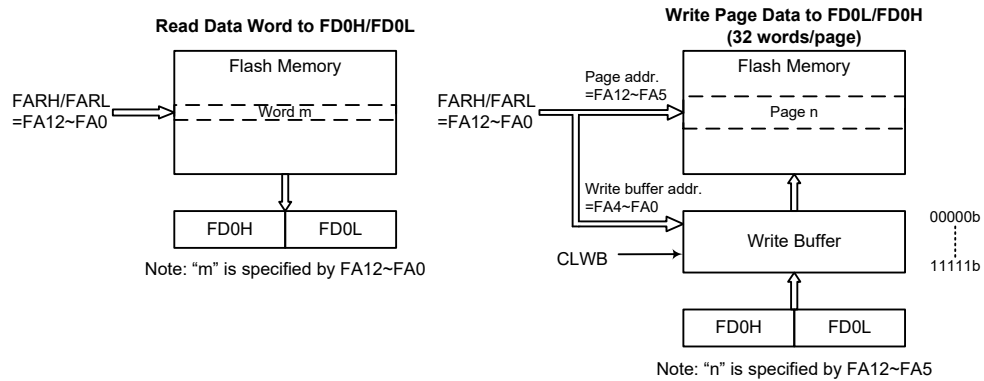 Read Data Word to FD0H/FD0L
Flash Memory
FARH/FARL
=FA12~FA0
Word m
FD0H
FD0L
Note: “m” is specified by FA12~FA0
Write Page Data to FD0L/FD0H
(32 words/page)
Flash Memory
Page addr.
=FA12~FA5
FARH/FARL
=FA12~FA0
Page n
Write buffer addr.
=FA4~FA0
Write Buffer
00000b
11111b
CLWB
FD0H
FD0L
Note: “n” is specified by FA12~FA5